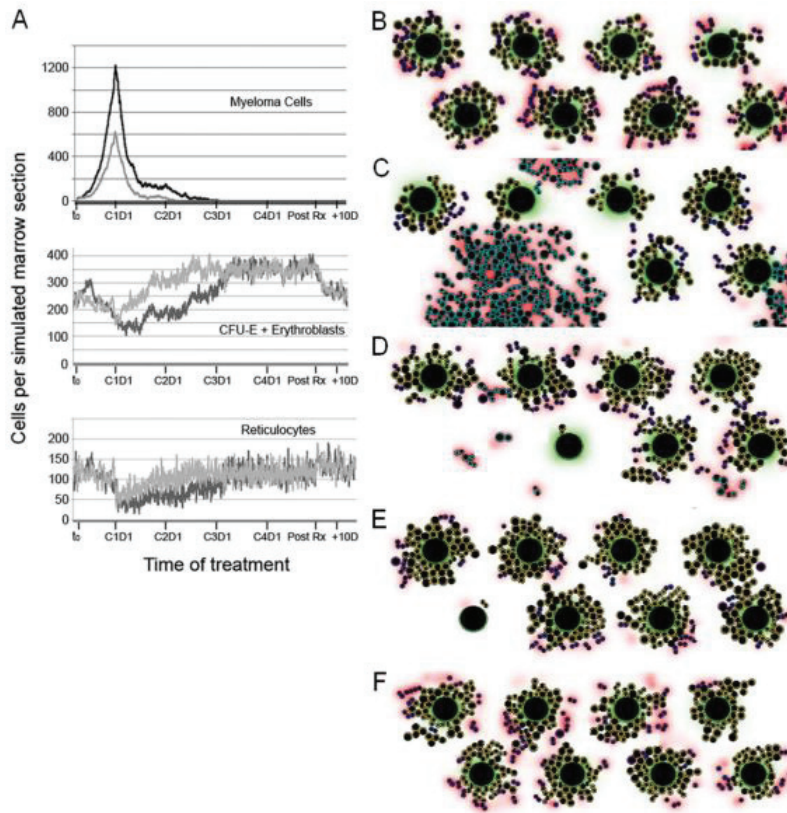 A
Cells per simulated marrow section
1200
800
400
0
Myeloma Cells
t₀ C1D1 C2D1 C3D1 C4D1 Post Rx +10D
400
300
200
100
0
CFU-E + Erythroblasts
t₀ C1D1 C2D1 C3D1 C4D1 Post Rx +10D
200
150
100
50
0
Reticulocytes
t₀ C1D1 C2D1 C3D1 C4D1 Post Rx +10D
Time of treatment
B
C
D
E
F